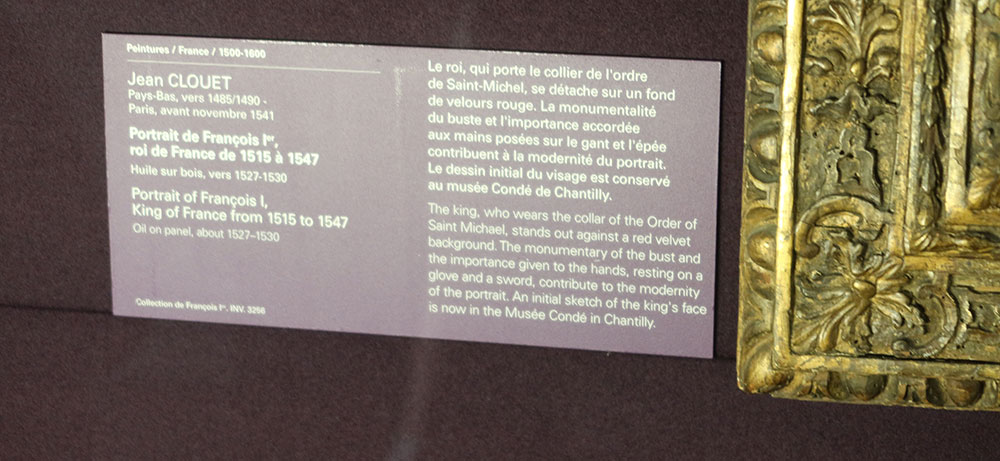 Peintures / France / 1500-1600
Jean CLOUET
Pays-Bas, vers 1485/1490 -
Paris, avant novembre 1541
Portrait de François Iᵉʳ,
roi de France de 1515 à 1547
Huile sur bois, vers 1527-1530
Portrait of François I,
King of France from 1515 to 1547
Oil on panel, about 1527–1530
Collection de François Iᵉʳ. INV. 3256
Le roi, qui porte le collier de l'ordre
de Saint-Michel, se détache sur un fond
de velours rouge. La monumentalité
du buste et l'importance accordée
aux mains posées sur le gant et l'épée
contribuent à la modernité du portrait.
Le dessin initial du visage est conservé
au musée Condé de Chantilly.
The king, who wears the collar of the Order of
Saint Michael, stands out against a red velvet
background. The monumentary of the bust and
the importance given to the hands, resting on a
glove and a sword, contribute to the modernity
of the portrait. An initial sketch of the king's face
is now in the Musée Condé in Chantilly.